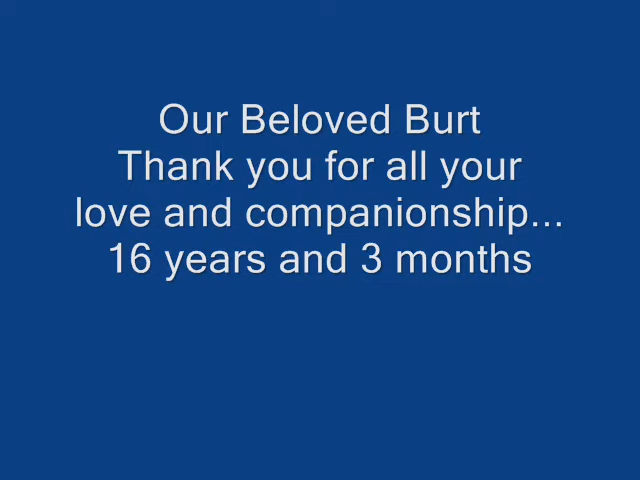 Our Beloved Burt
Thank you for all your
love and companionship...
16 years and 3 months